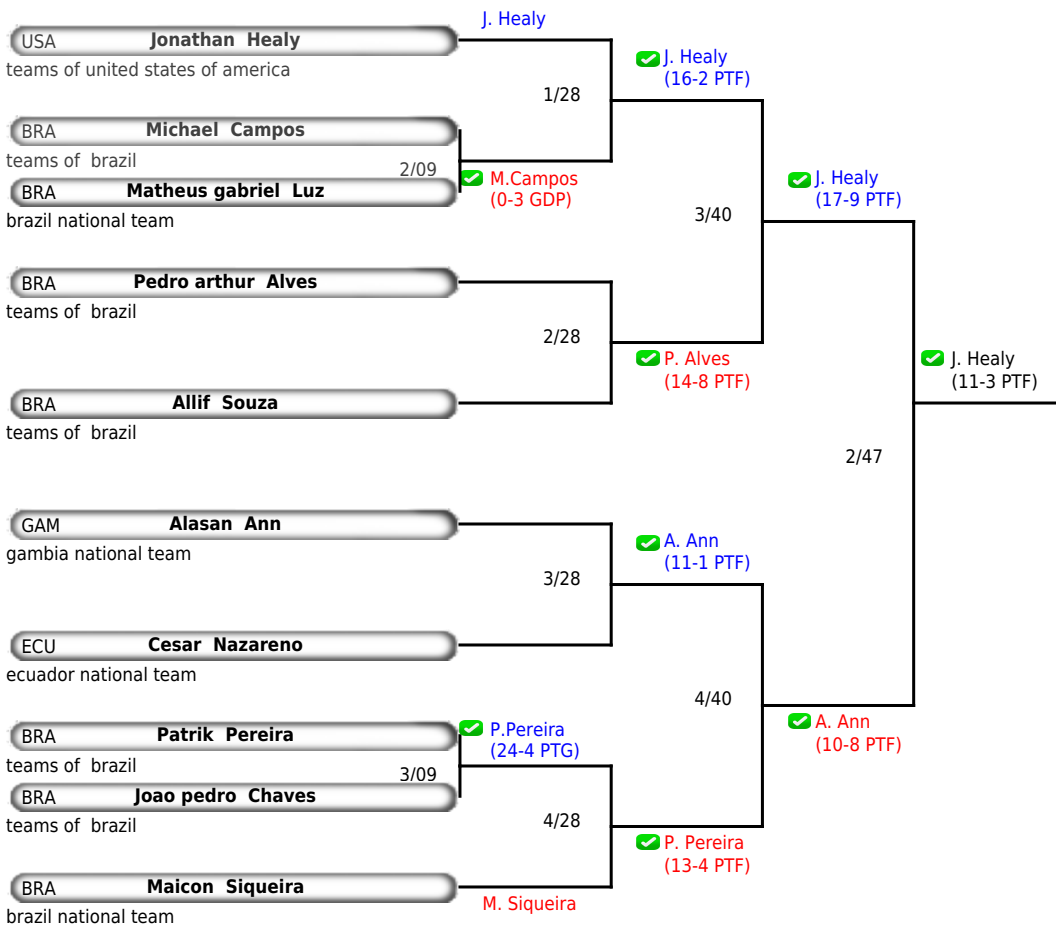 J. Healy
USA Jonathan Healy
teams of united states of america
J. Healy
(16-2 PTF)
1/28
BRA Michael Campos
teams of brazil
2/09
BRA Matheus gabriel Luz
M.Campos
(0-3 GDP)
brazil national team
J. Healy
(17-9 PTF)
3/40
BRA Pedro arthur Alves
teams of brazil
2/28
P. Alves
(14-8 PTF)
J. Healy
(11-3 PTF)
BRA Allif Souza
teams of brazil
2/47
GAM Alasan Ann
gambia national team
A. Ann
(11-1 PTF)
3/28
ECU Cesar Nazareno
ecuador national team
4/40
A. Ann
(10-8 PTF)
BRA Patrik Pereira
P.Pereira
(24-4 PTG)
teams of brazil
3/09
BRA Joao pedro Chaves
teams of brazil
4/28
P. Pereira
(13-4 PTF)
BRA Maicon Siqueira
M. Siqueira
brazil national team